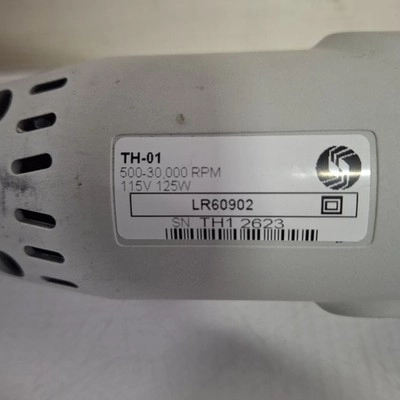 TH-01
500-30,000 RPM
115V 125W
LR60902
SN TH1 2623